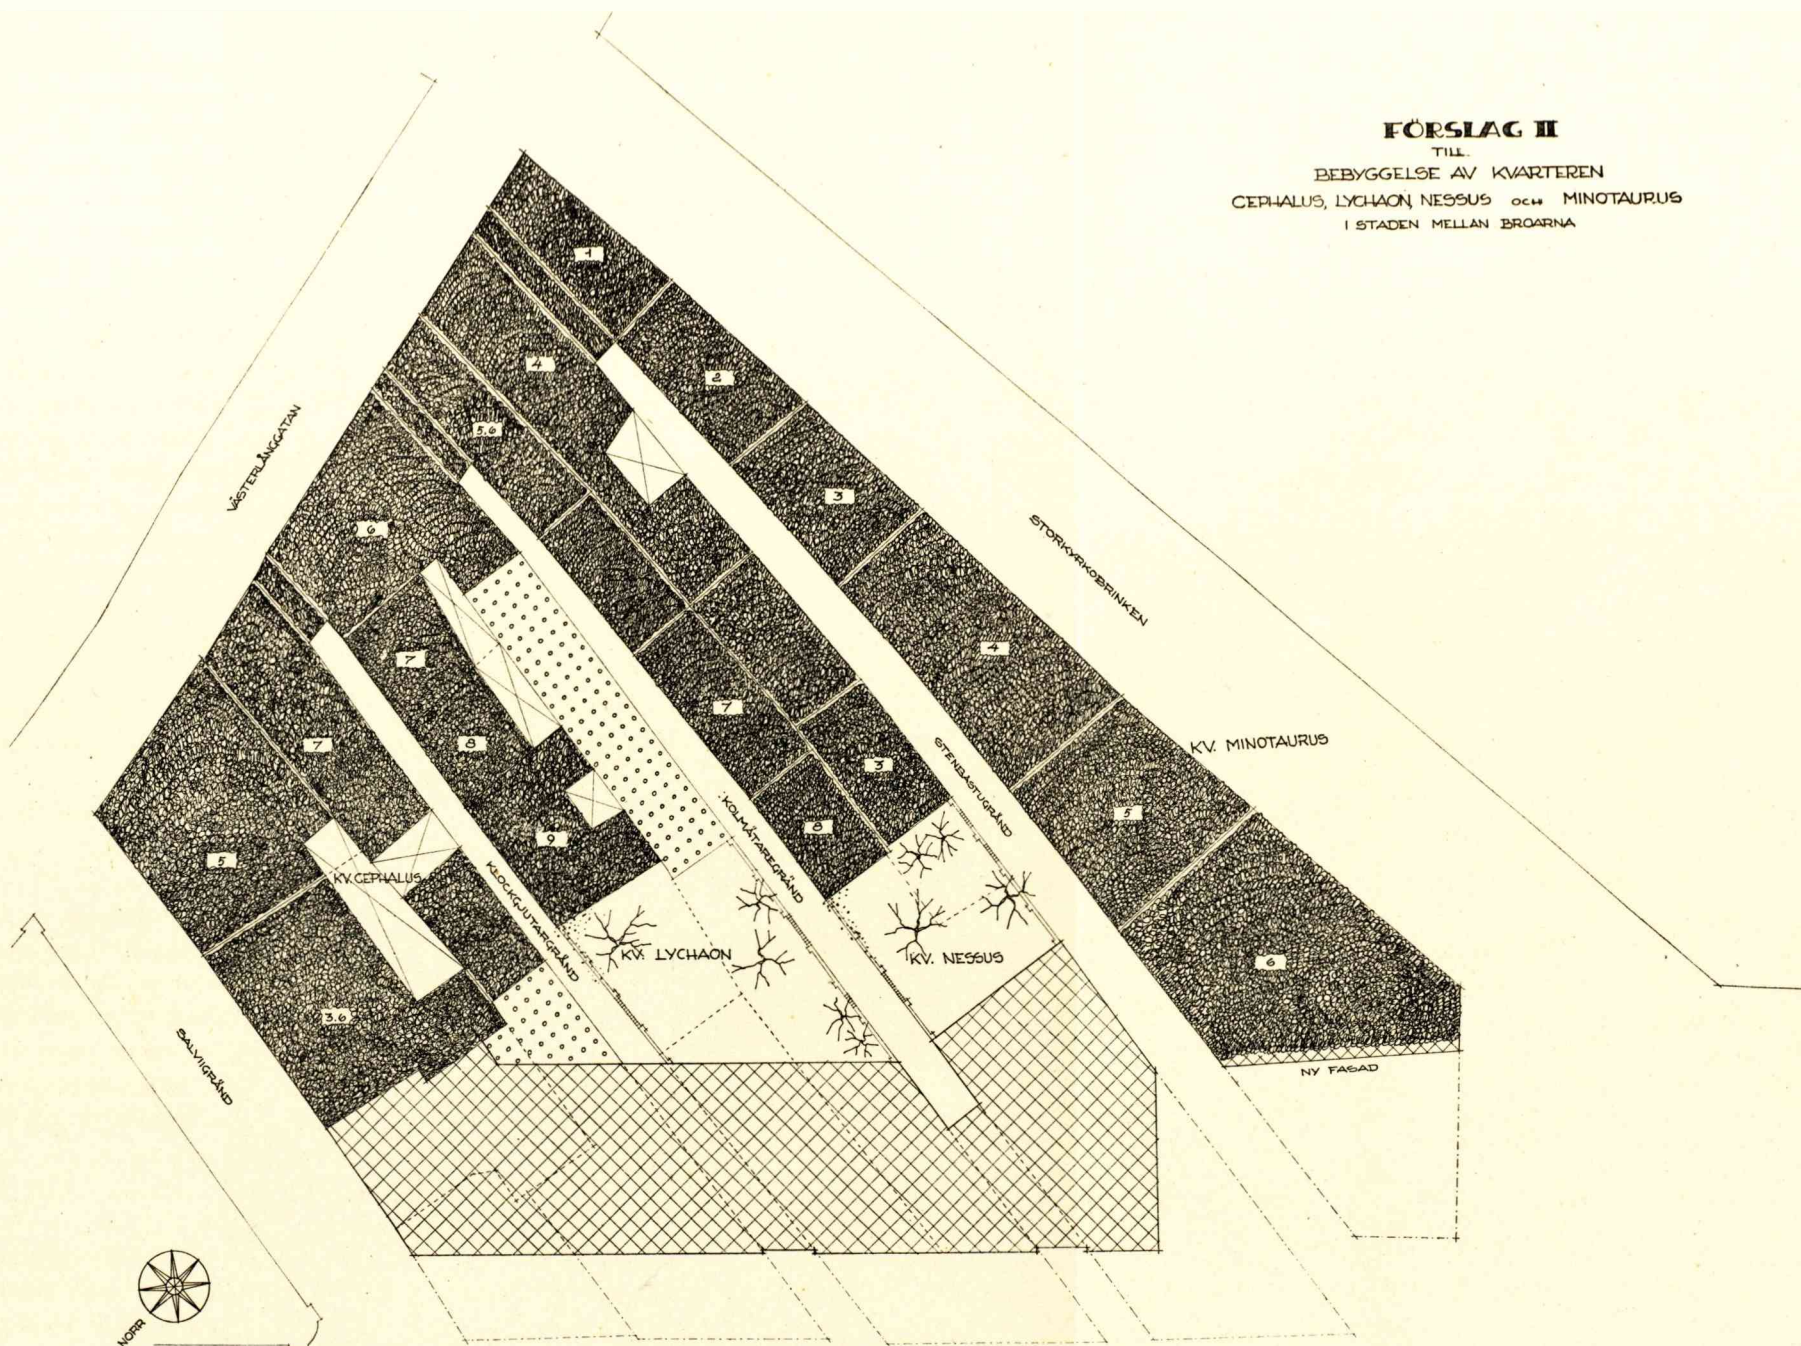 FÖRSLAG II
TILL
BEBYGGELSE AV KVARTEREN
CEPHALUS, LYCHAON, NESSUS OCH MINOTAURUS
I STADEN MELLAN BROARNA
1
4
2
5.6
VÄSTERLÅNGGATAN
3
6
STORKYRKOBRINKEN
4
7
7
7
8
3
STENBASTUGRÄND
KV. MINOTAURUS
5
8
KOLMÄTAREGRÄND
9
5
KV. CEPHALUS
KLOCKGJUTARGRÄND
KV. LYCHAON
KV. NESSUS
6
3.6
SALVIIGRÄND
NY FASAD
NORR